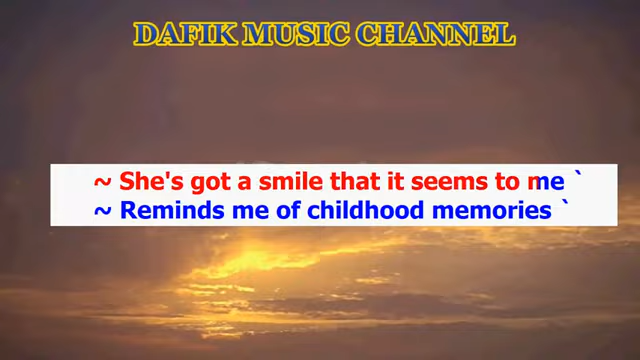 DAFIK MUSIC CHANNEL
~ She's got a smile that it seems to me `
~ Reminds me of childhood memories `